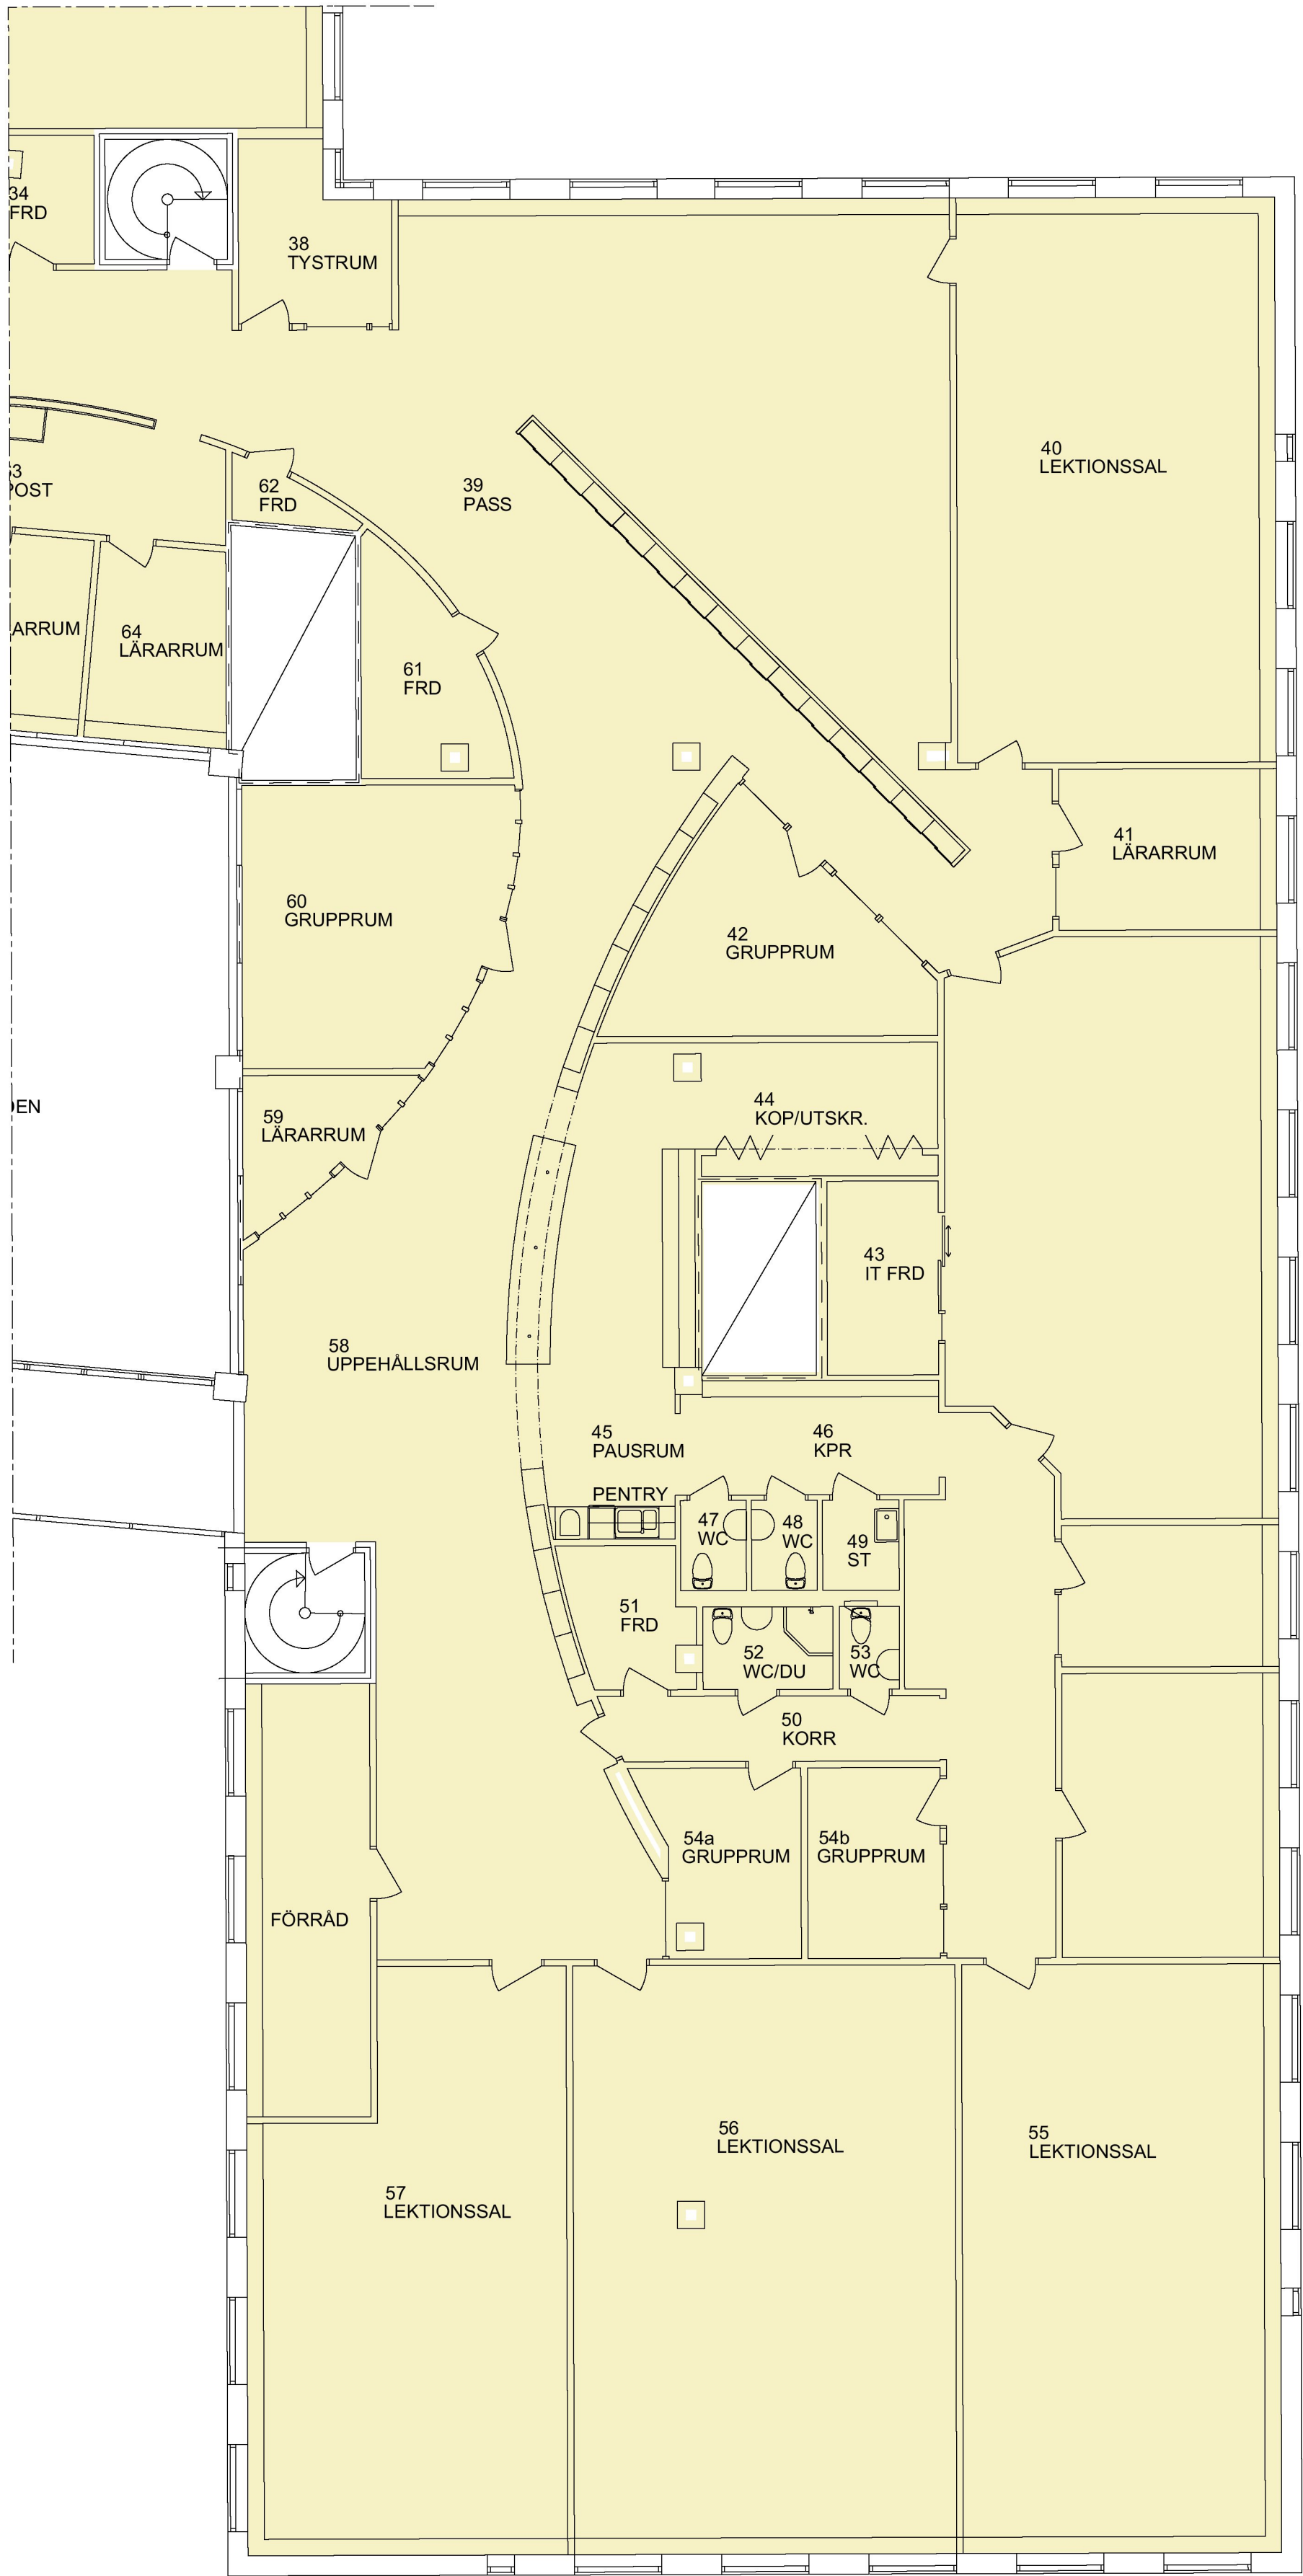 34
FRD
38
TYSTRUM
40
LEKTIONSSAL
39
PASS
62
FRD
3
POST
ARRUM
64
LÄRARRUM
61
FRD
41
LÄRARRUM
60
GRUPPRUM
42
GRUPPRUM
44
KOP/UTSKR.
59
LÄRARRUM
EN
43
IT FRD
58
UPPEHÅLLSRUM
45
PAUSRUM
46
KPR
PENTRY
47
WC
48
WC
49
ST
51
FRD
52
WC/DU
53
WC
50
KORR
54a
GRUPPRUM
54b
GRUPPRUM
FÖRRÅD
56
LEKTIONSSAL
55
LEKTIONSSAL
57
LEKTIONSSAL